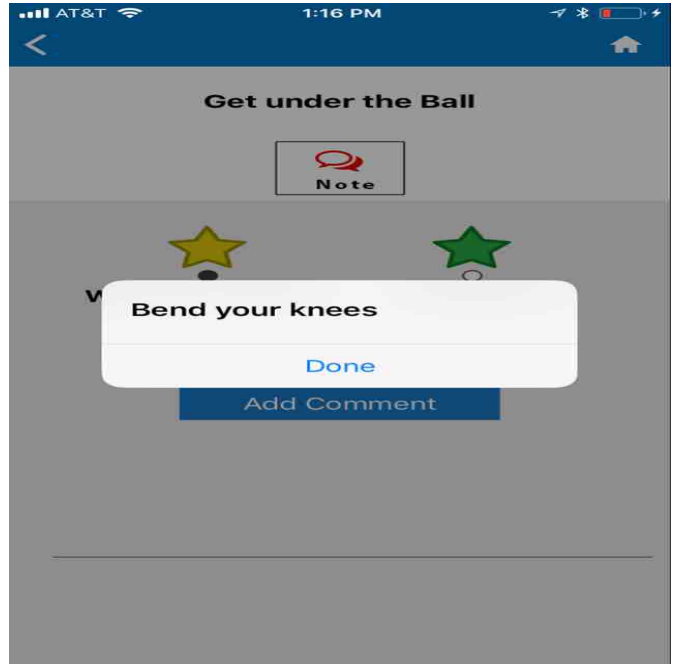 AT&T 1:16 PM
Get under the Ball
Note
Bend your knees
Done
Add Comment